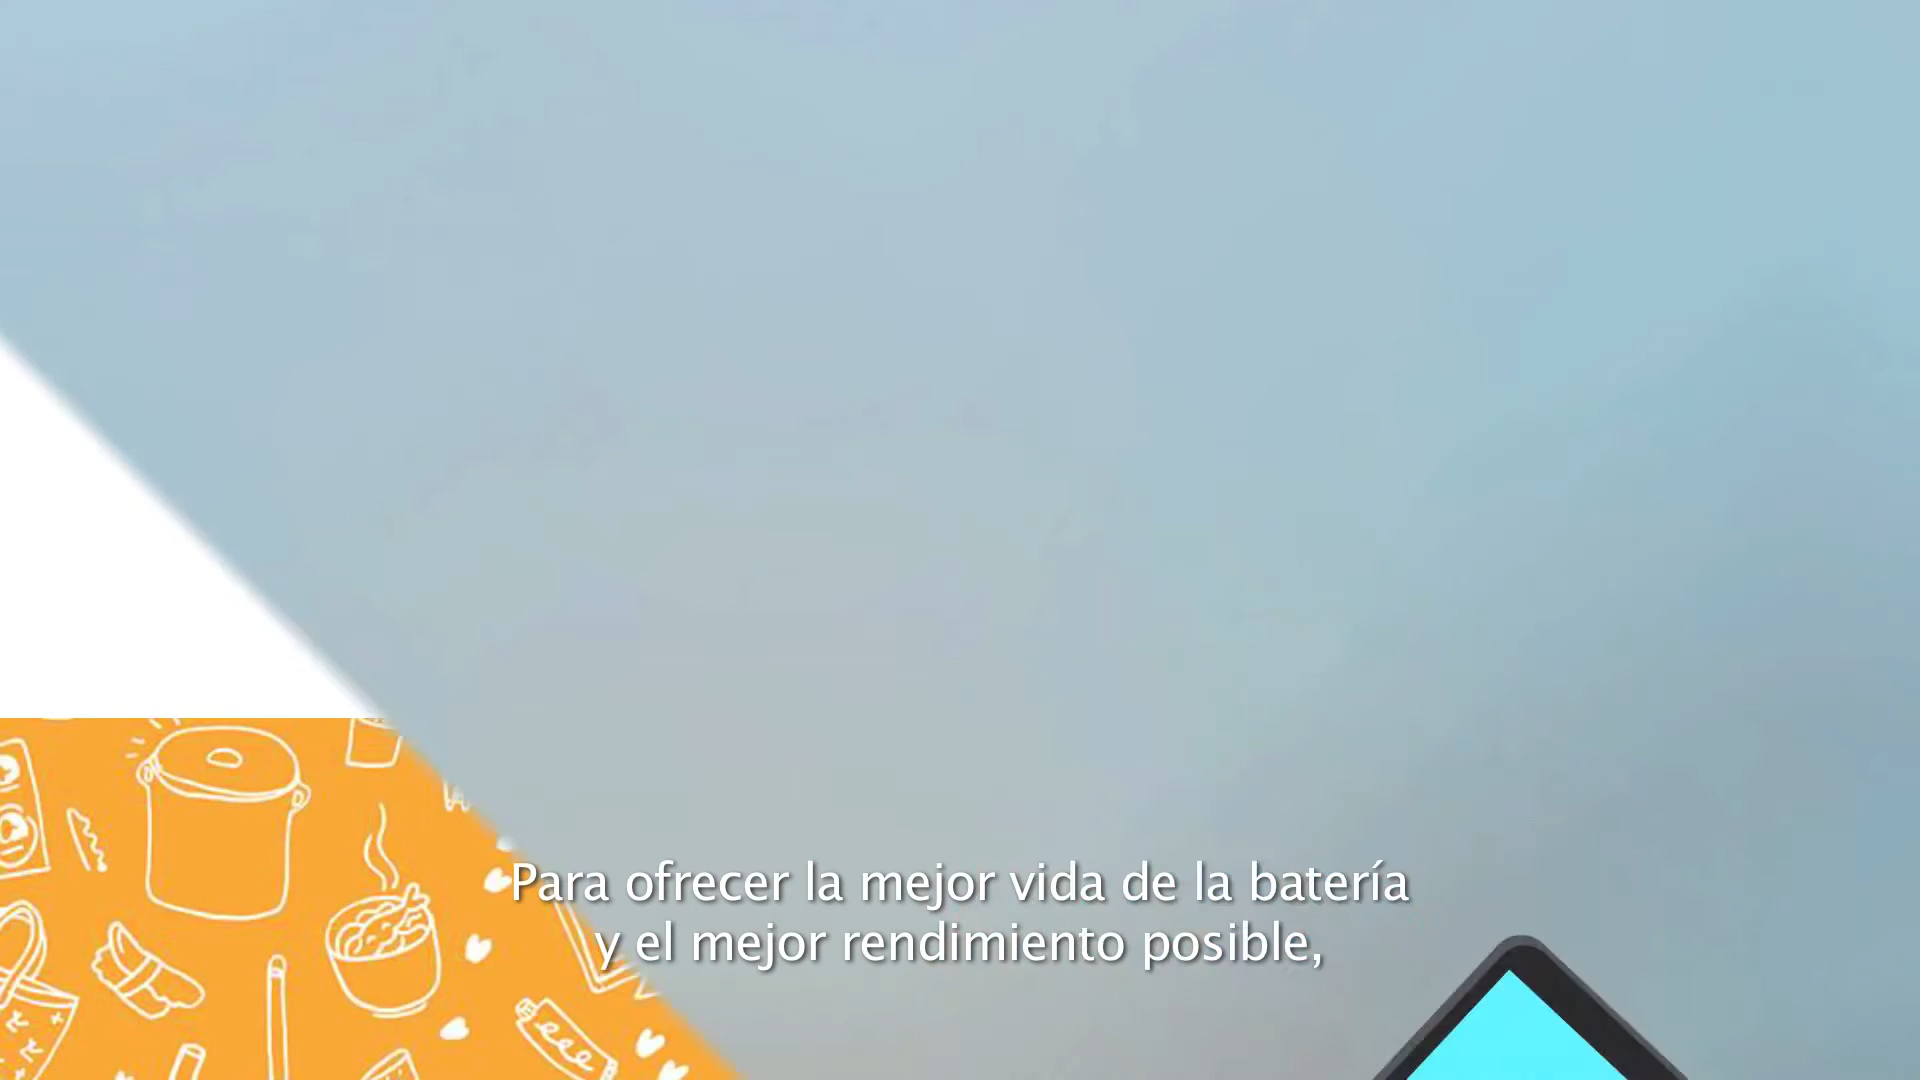 Para ofrecer la mejor vida de la batería
y el mejor rendimiento posible,